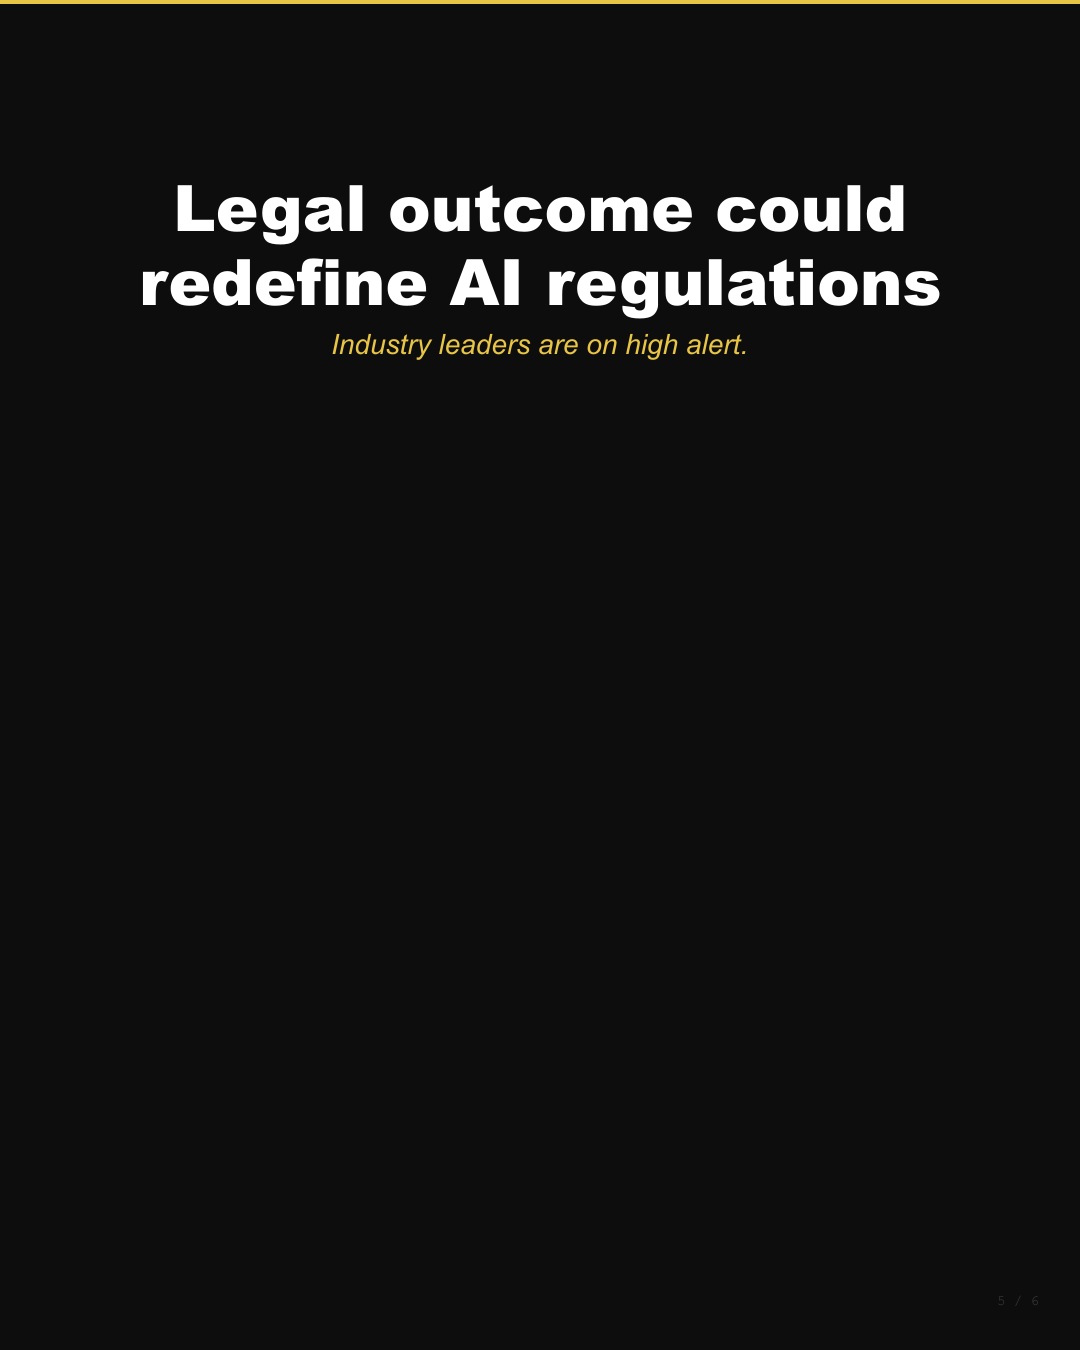 Legal outcome could
redefine AI regulations
Industry leaders are on high alert.
5 / 6